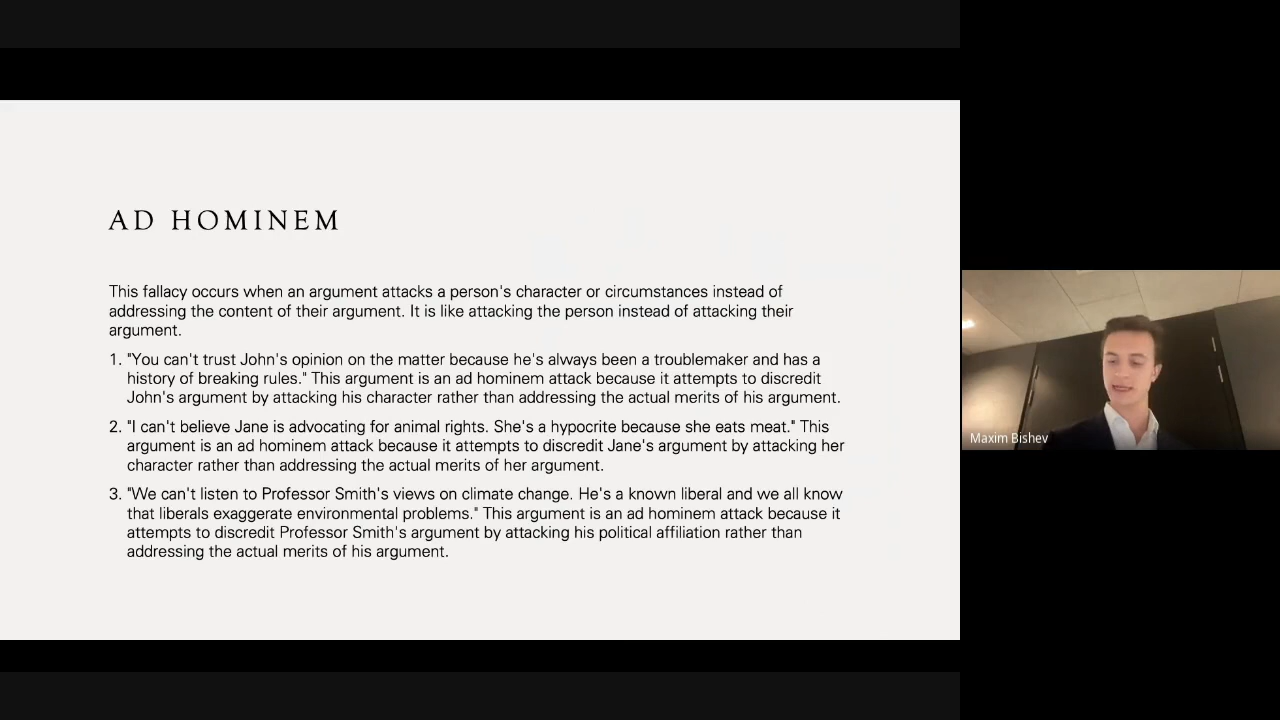 AD HOMINEM
This fallacy occurs when an argument attacks a person's character or circumstances instead of
addressing the content of their argument. It is like attacking the person instead of attacking their
argument.
1. "You can't trust John's opinion on the matter because he's always been a troublemaker and has a
history of breaking rules." This argument is an ad hominem attack because it attempts to discredit
John's argument by attacking his character rather than addressing the actual merits of his argument.
2. "I can't believe Jane is advocating for animal rights. She's a hypocrite because she eats meat." This
argument is an ad hominem attack because it attempts to discredit Jane's argument by attacking her
character rather than addressing the actual merits of her argument.
3. "We can't listen to Professor Smith's views on climate change. He's a known liberal and we all know
that liberals exaggerate environmental problems." This argument is an ad hominem attack because it
attempts to discredit Professor Smith's argument by attacking his political affiliation rather than
addressing the actual merits of his argument.
Maxim Bishev